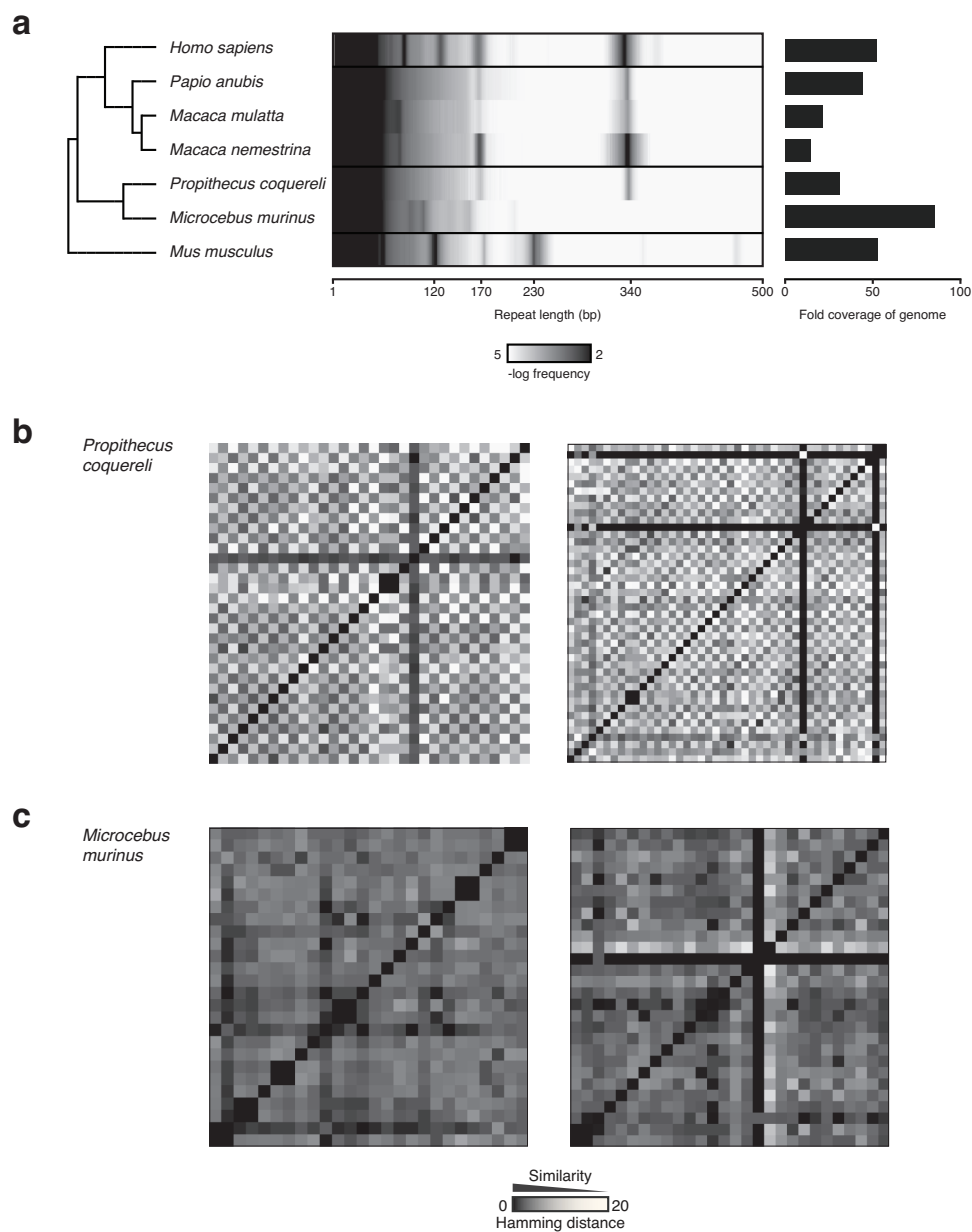 a
Homo sapiens
Papio anubis
Macaca mulatta
Macaca nemestrina
Propithecus coquereli
Microcebus murinus
Mus musculus
1 120 170 230 340 500
Repeat length (bp)
0 50 100
Fold coverage of genome
5 2
-log frequency
b
Propithecus
coquereli
c
Microcebus
murinus
Similarity
0 20
Hamming distance